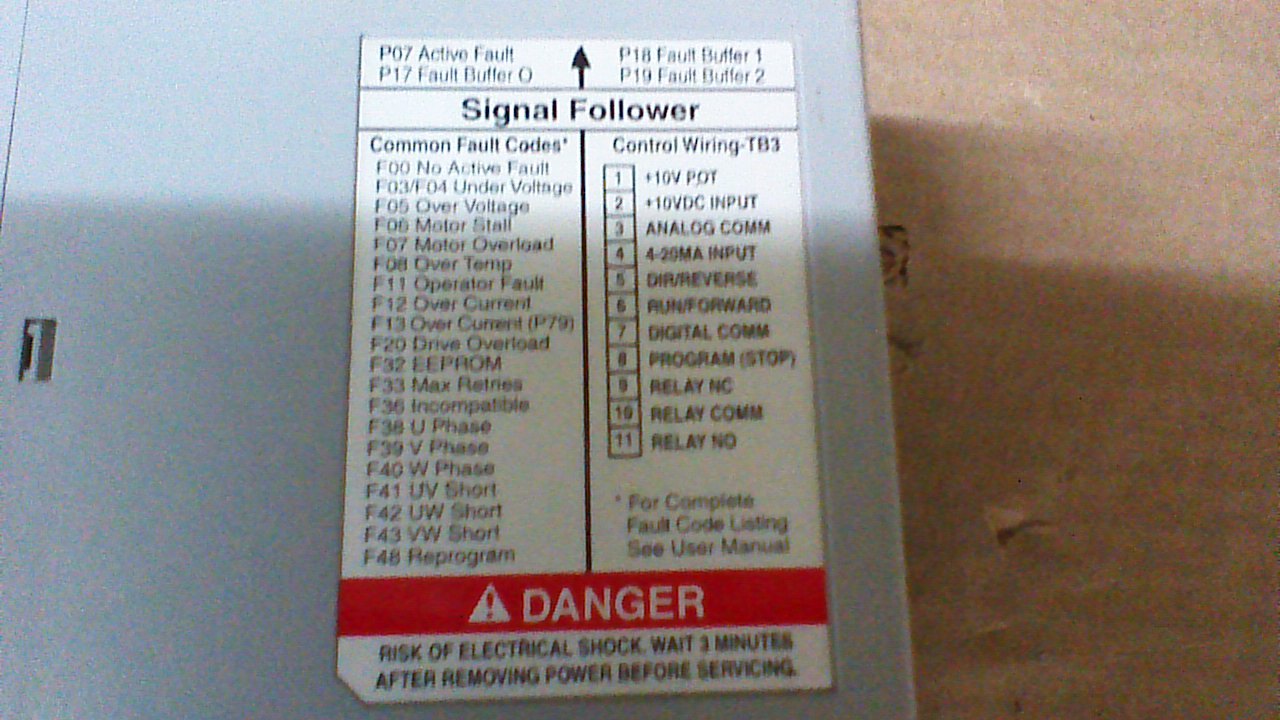 P07 Active Fault
P17 Fault Buffer 0
P18 Fault Buffer 1
P19 Fault Buffer 2
Signal Follower
Common Fault Codes*
F00 No Active Fault
F03/F04 Under Voltage
F05 Over Voltage
F06 Motor Stall
F07 Motor Overload
F08 Over Temp
F11 Operator Fault
F12 Over Current
F13 Over Current (P79)
F20 Drive Overload
F32 EEPROM
F33 Max Retries
F36 Incompatible
F38 U Phase
F39 V Phase
F40 W Phase
F41 UV Short
F42 UW Short
F43 VW Short
F48 Reprogram
Control Wiring-TB3
1 +10V POT
2 +10VDC INPUT
3 ANALOG COMM
4 4-20MA INPUT
5 DIR/REVERSE
6 RUN/FORWARD
7 DIGITAL COMM
8 PROGRAM (STOP)
9 RELAY NC
10 RELAY COMM
11 RELAY NO
* For Complete
Fault Code Listing
See User Manual
DANGER
RISK OF ELECTRICAL SHOCK. WAIT 3 MINUTES
AFTER REMOVING POWER BEFORE SERVICING.